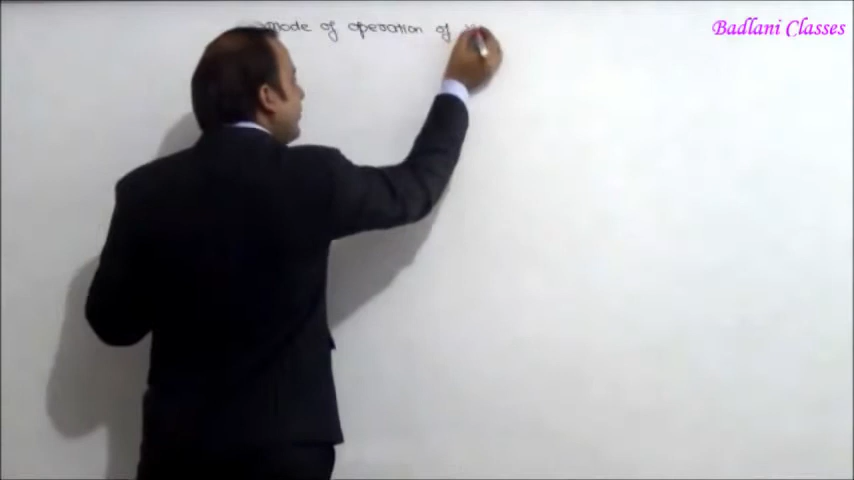 mode of operation of
Badlani Classes